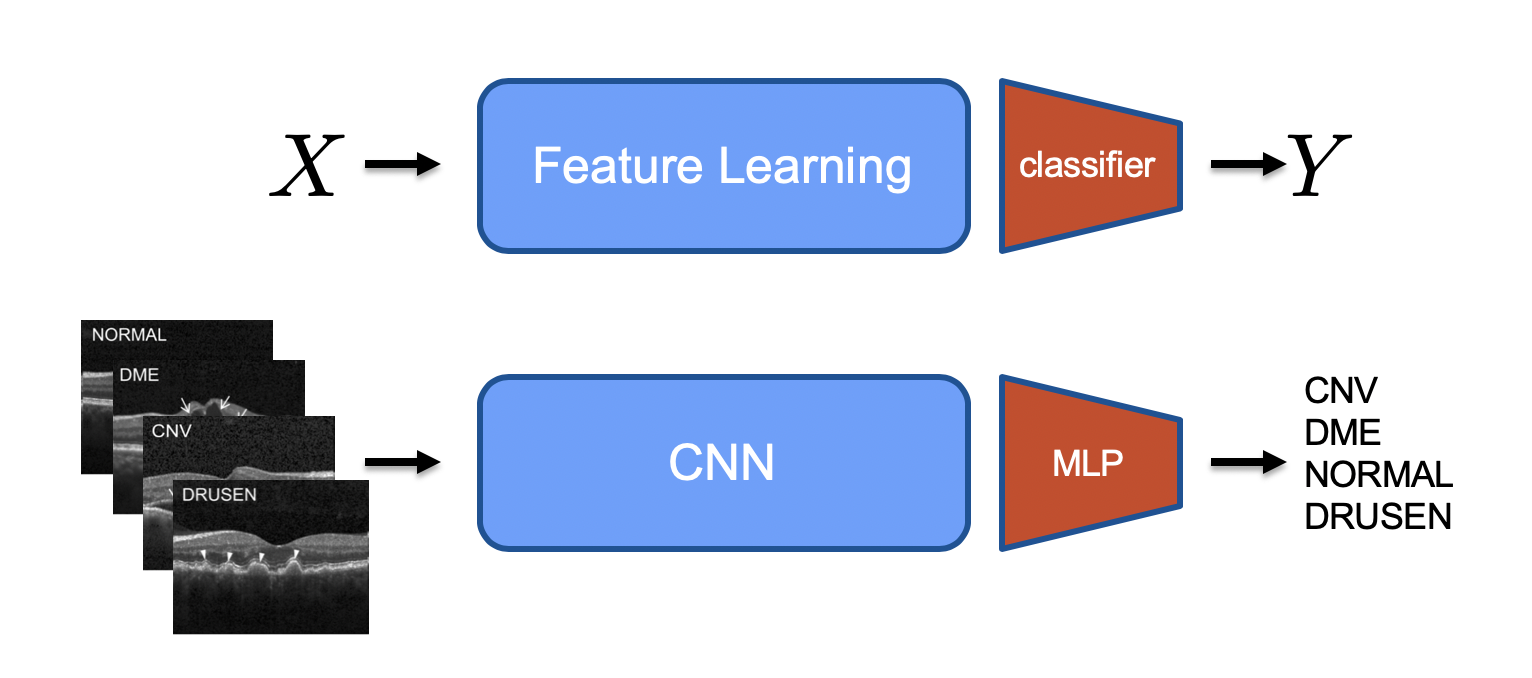 X
Feature Learning
classifier
Y
NORMAL
DME
CNV
DRUSEN
CNN
MLP
CNV
DME
NORMAL
DRUSEN